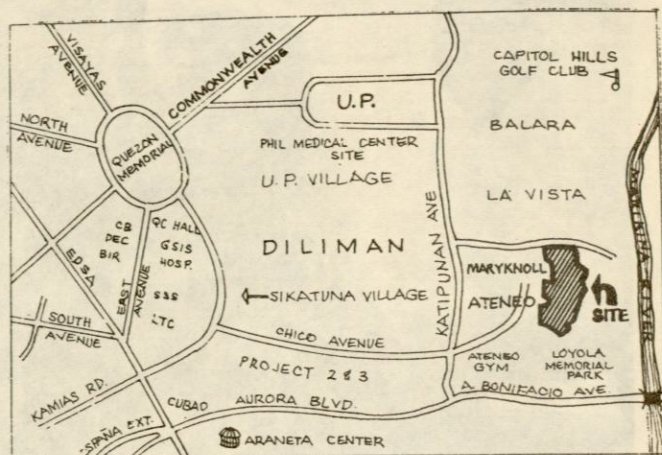 VISAYAS
AVENUE
COMMONWEALTH
AVENUE
CAPITOL HILLS
GOLF CLUB
U.P.
NORTH
AVENUE
QUEZON
MEMORIAL
BALARA
PHIL MEDICAL CENTER
SITE
U.P. VILLAGE
LA VISTA
MARIKINA RIVER
KATIPUNAN AVE
CB
DEC
BIR
QC HALL
GSIS
HOSP.
SSS
LTC
EAST
AVENUE
EDSA
DILIMAN
MARYKNOLL
ATENEO
SITE
SIKATUNA VILLAGE
SOUTH
AVENUE
CHICO AVENUE
PROJECT 2 & 3
ATENEO
GYM
LOYOLA
MEMORIAL
PARK
KAMIAS RD.
CUBAO
AURORA BLVD.
A. BONIFACIO AVE.
ESPAÑA EXT.
ARANETA CENTER